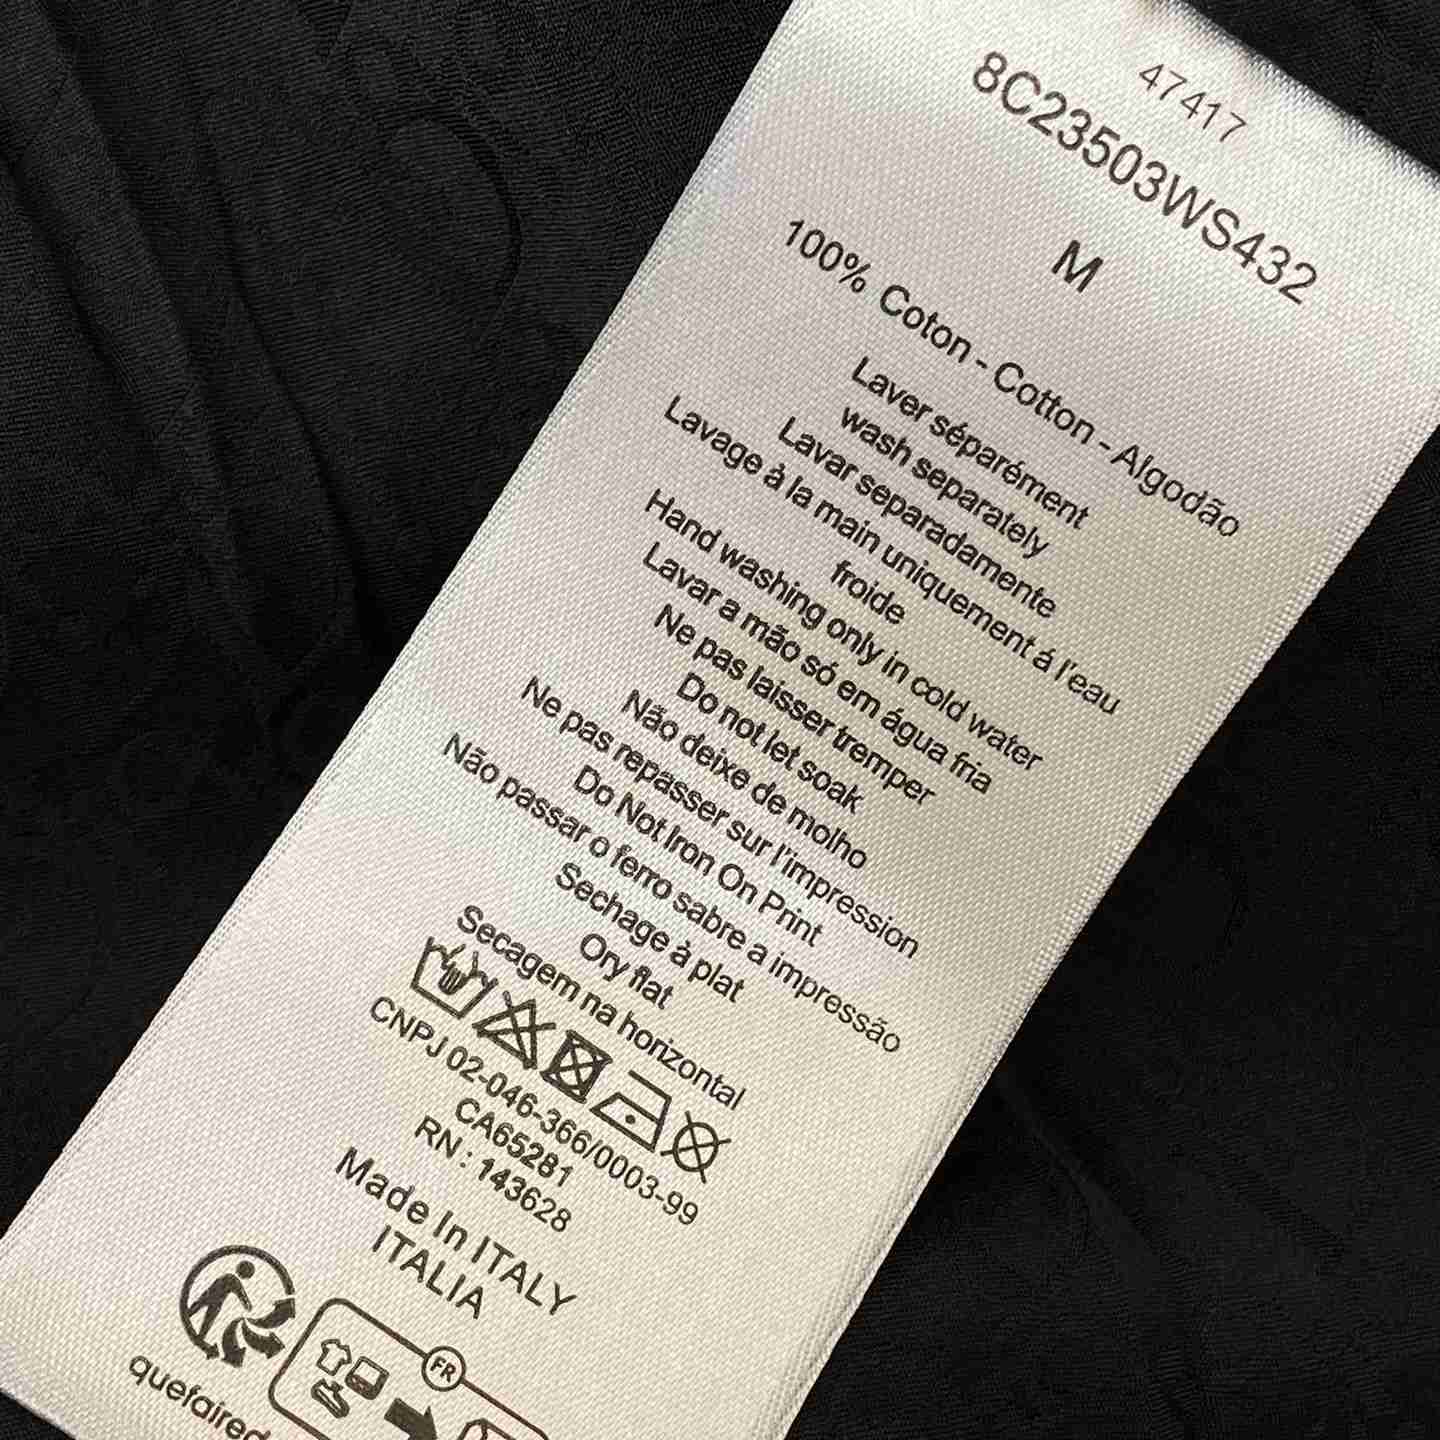 47417
8C23503WS432
M
100% Coton - Cotton - Algodão
Laver séparément
wash separately
Lavar separadamente
Lavage à la main uniquement á l'eau
froide
Hand washing only in cold water
Lavar a mão só em água fria
Ne pas laisser tremper
Do not let soak
Não deixe de molho
Ne pas repasser sur l'impression
Do Not Iron On Print
Não passar o ferro sabre a impressão
Sechage à plat
Ory flat
Secagem na horizontal
CNPJ 02-046-366/0003-99
CA65281
RN : 143628
Made In ITALY
ITALIA
FR
quefaired